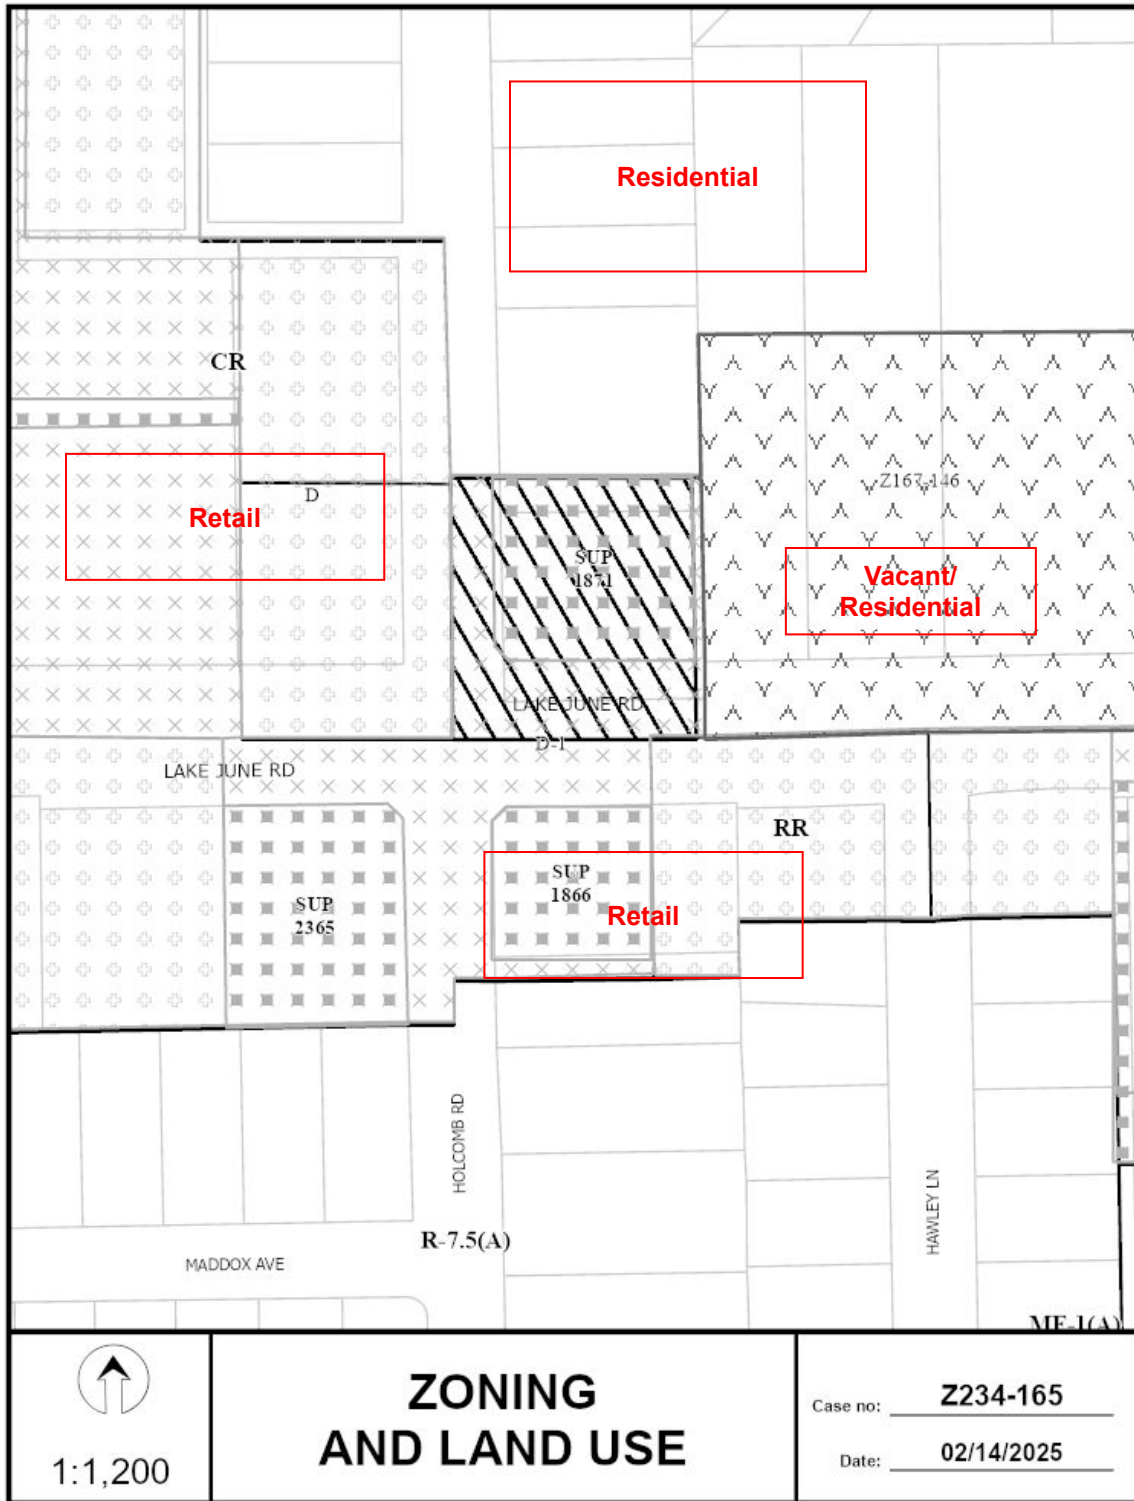 Residential
CR
Z167-146
D
Retail
SUP
1871
Vacant/
Residential
LAKE JUNE RD
D-1
LAKE JUNE RD
RR
SUP
1866
SUP
2365
Retail
HOLCOMB RD
HAWLEY LN
R-7.5(A)
MADDOX AVE
MF-1(A)
1:1,200
ZONING
AND LAND USE
Case no: Z234-165
Date: 02/14/2025